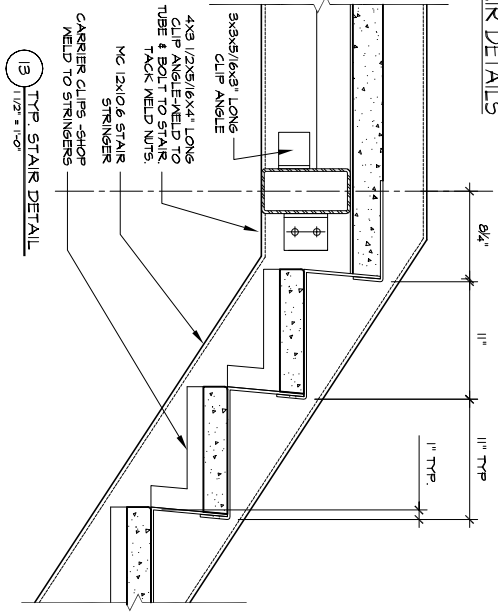 AIR DETAILS
8¼"
11"
11" TYP
1" TYP.
3x3x5/16x3" LONG
CLIP ANGLE
4X3 1/2X5/16X4" LONG
CLIP ANGLE-WELD TO
TUBE & BOLT TO STAIR.
TACK WELD NUTS.
MC 12x10.6 STAIR
STRINGER
CARRIER CLIPS -SHOP
WELD TO STRINGERS
13 TYP. STAIR DETAIL
1 1/2" = 1'-0"